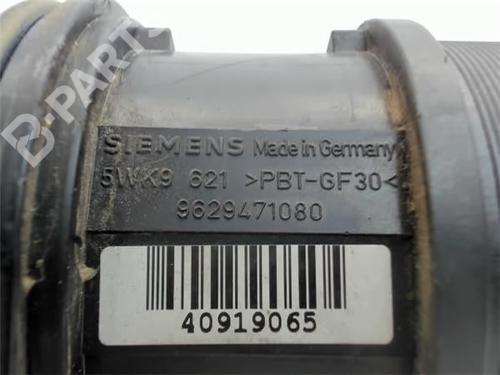 B-PARTS
SIEMENS Made in Germany
5WK9 621 >PBT-GF30<
9629471080
40919065